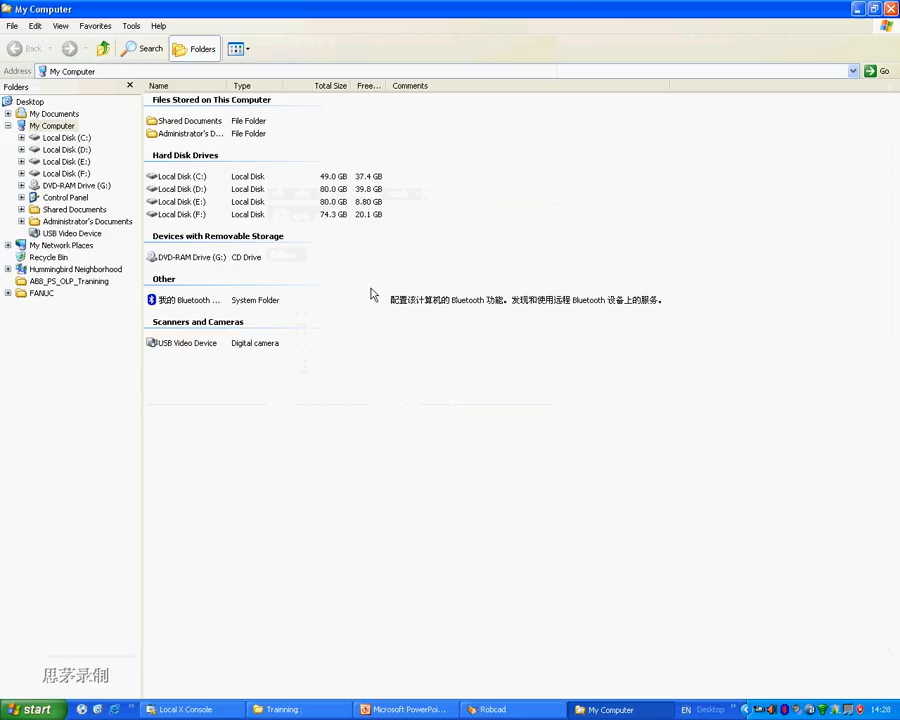 My Computer
File Edit View Favorites Tools Help
Back Search Folders
Address My Computer Go
Folders
Desktop
My Documents
My Computer
Local Disk (C:)
Local Disk (D:)
Local Disk (E:)
Local Disk (F:)
DVD-RAM Drive (G:)
Control Panel
Shared Documents
Administrator's Documents
USB Video Device
My Network Places
Recycle Bin
Hummingbird Neighborhood
ABB_PS_OLP_Tranining
FANUC
Name Type Total Size Free... Comments
Files Stored on This Computer
Shared Documents File Folder
Administrator's D... File Folder
Hard Disk Drives
Local Disk (C:) Local Disk 49.0 GB 37.4 GB
Local Disk (D:) Local Disk 80.0 GB 39.8 GB
Local Disk (E:) Local Disk 80.0 GB 8.80 GB
Local Disk (F:) Local Disk 74.3 GB 20.1 GB
Devices with Removable Storage
DVD-RAM Drive (G:) CD Drive
Other
我的 Bluetooth ... System Folder 配置该计算机的 Bluetooth 功能。发现和使用远程 Bluetooth 设备上的服务。
Scanners and Cameras
USB Video Device Digital camera
思茅录制
start Local X Console Trainning Microsoft PowerPoi... Robcad My Computer EN Desktop 14:28